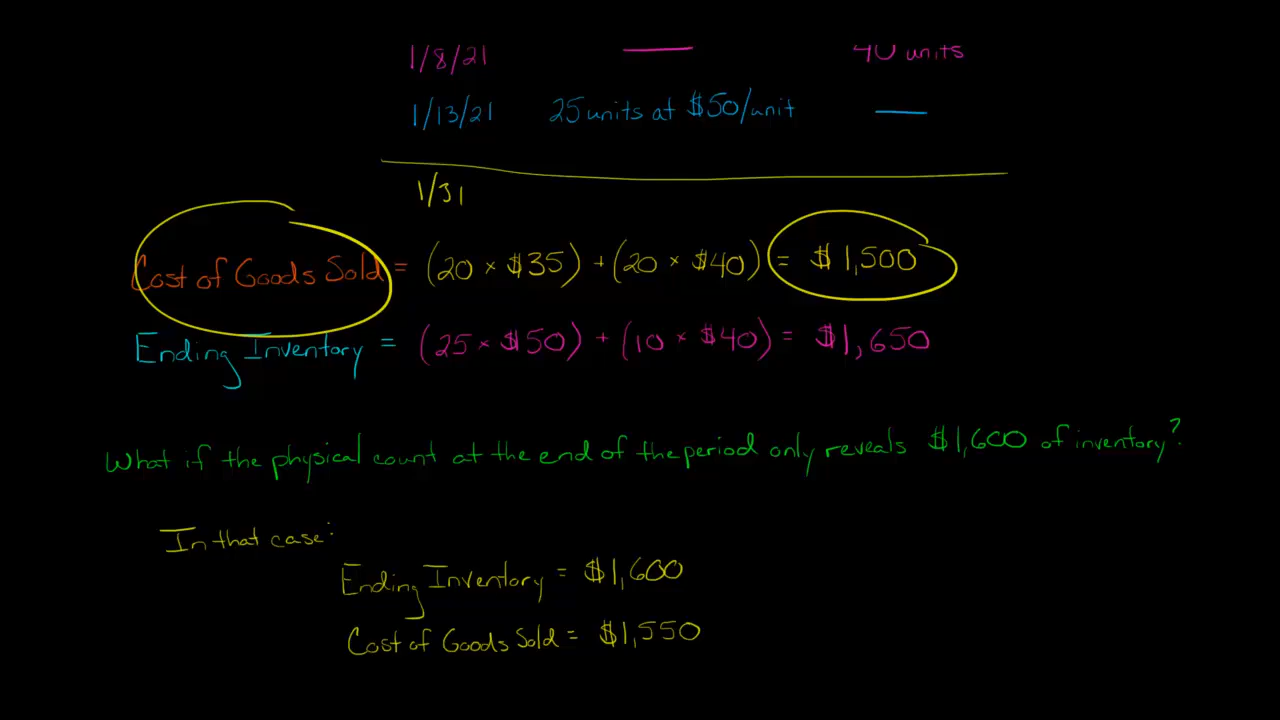 1/8/21 40 units
1/13/21 25 units at $50/unit
1/31
Cost of Goods Sold = (20 × $35) + (20 × $40) = $1,500
Ending Inventory = (25 × $50) + (10 × $40) = $1,650
What if the physical count at the end of the period only reveals $1,600 of inventory?
In that case:
Ending Inventory = $1,600
Cost of Goods Sold = $1,550